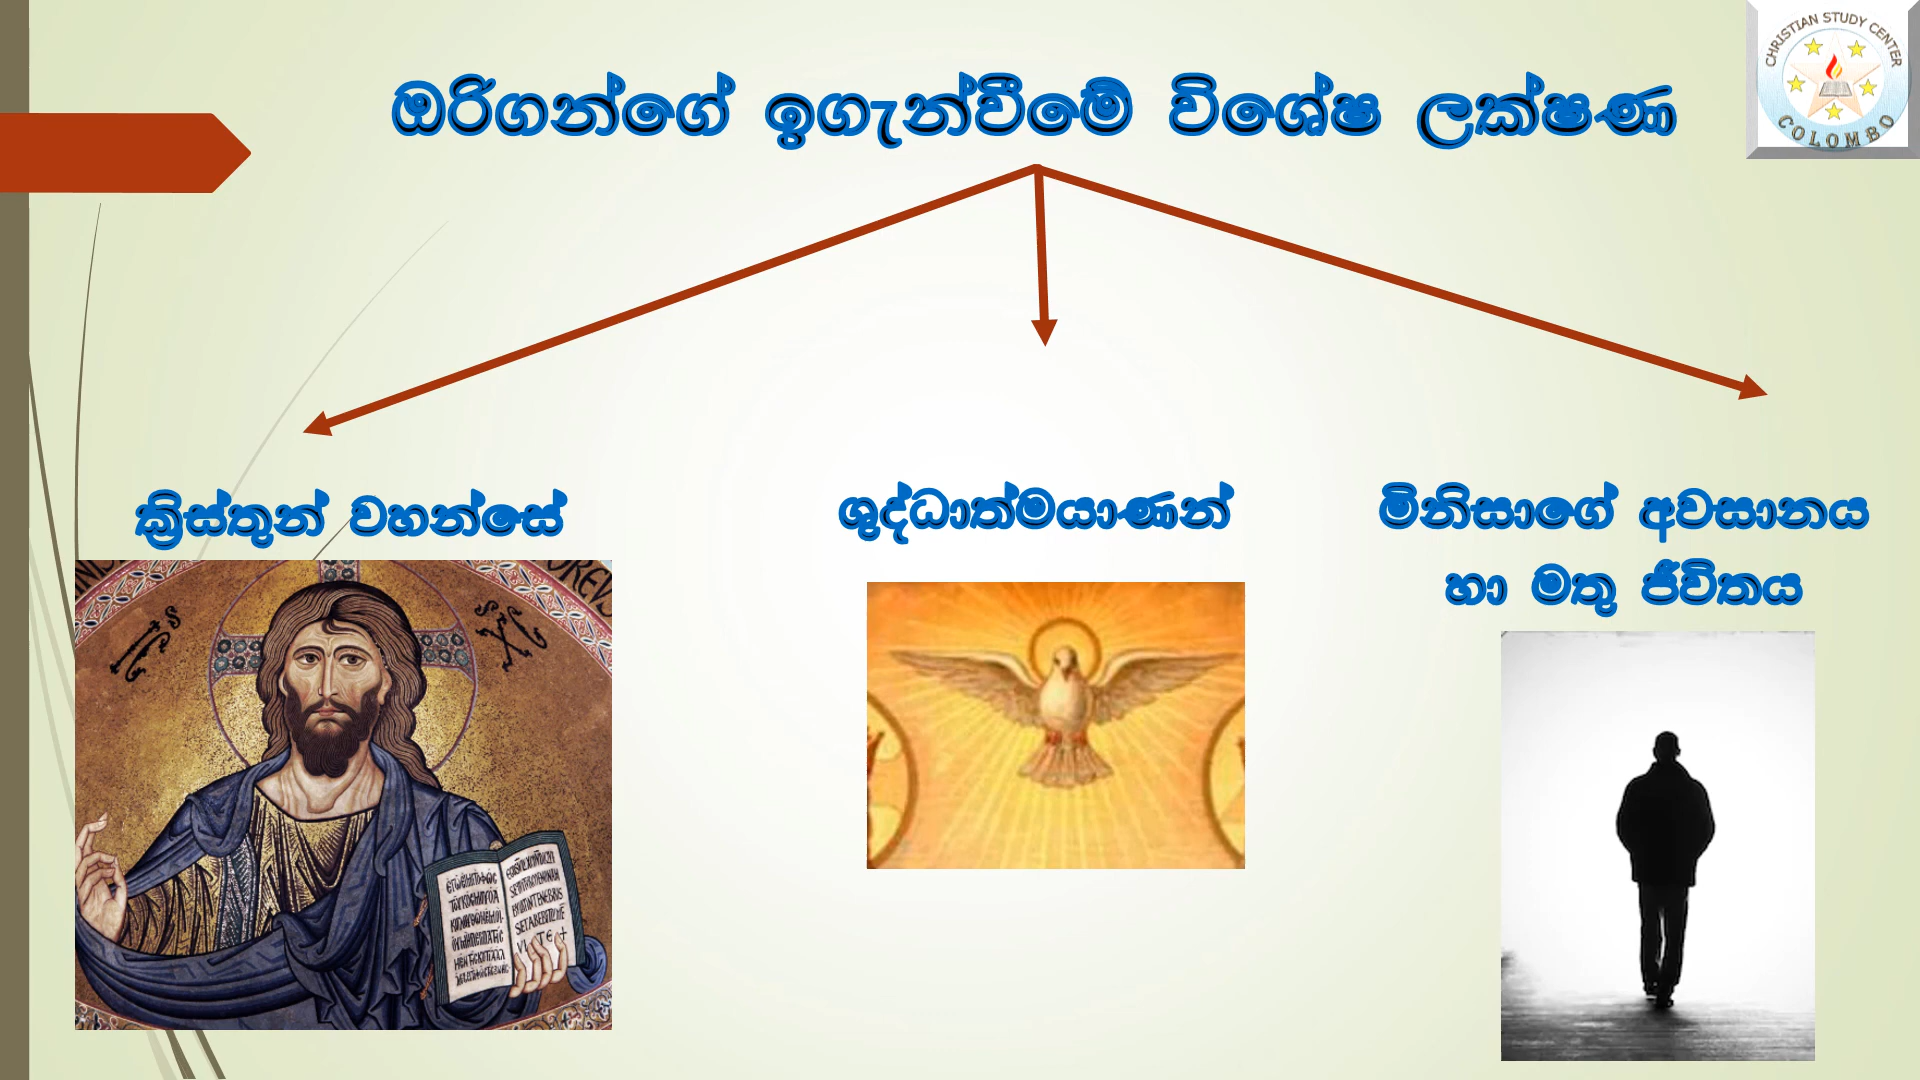 ඔරිගන්ගේ ඉගැන්වීමේ විශේෂ ලක්ෂණ
CHRISTIAN STUDY CENTER
COLOMBO
ක්‍රිස්තුන් වහන්සේ
ශුද්ධාත්මයාණන්
මිනිසාගේ අවසානය
හා මතු ජීවිතය